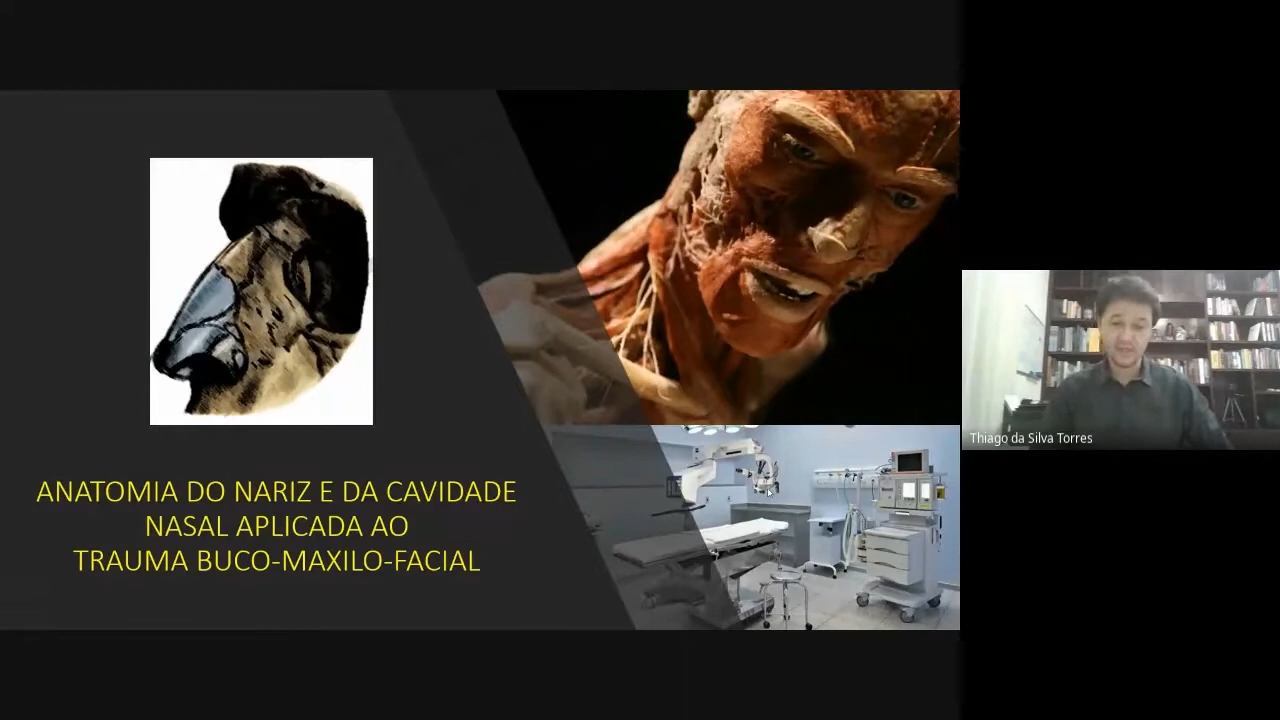 ANATOMIA DO NARIZ E DA CAVIDADE
NASAL APLICADA AO
TRAUMA BUCO-MAXILO-FACIAL
Thiago da Silva Torres